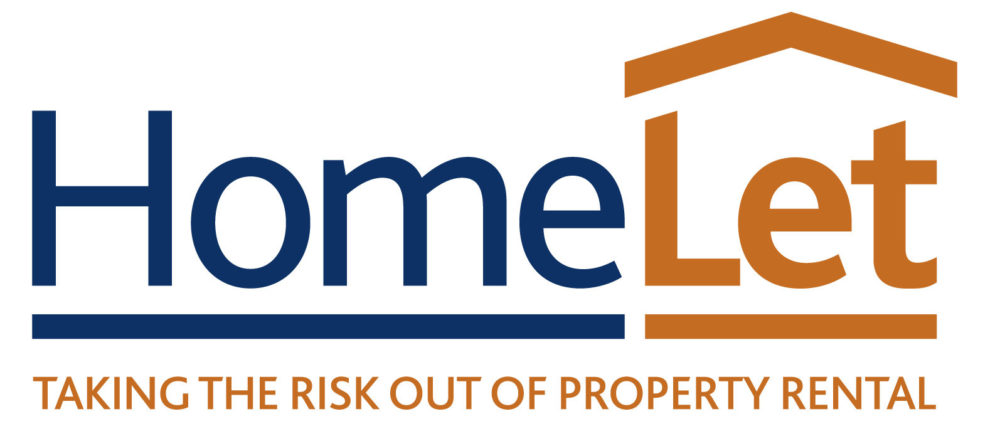 HomeLet
TAKING THE RISK OUT OF PROPERTY RENTAL